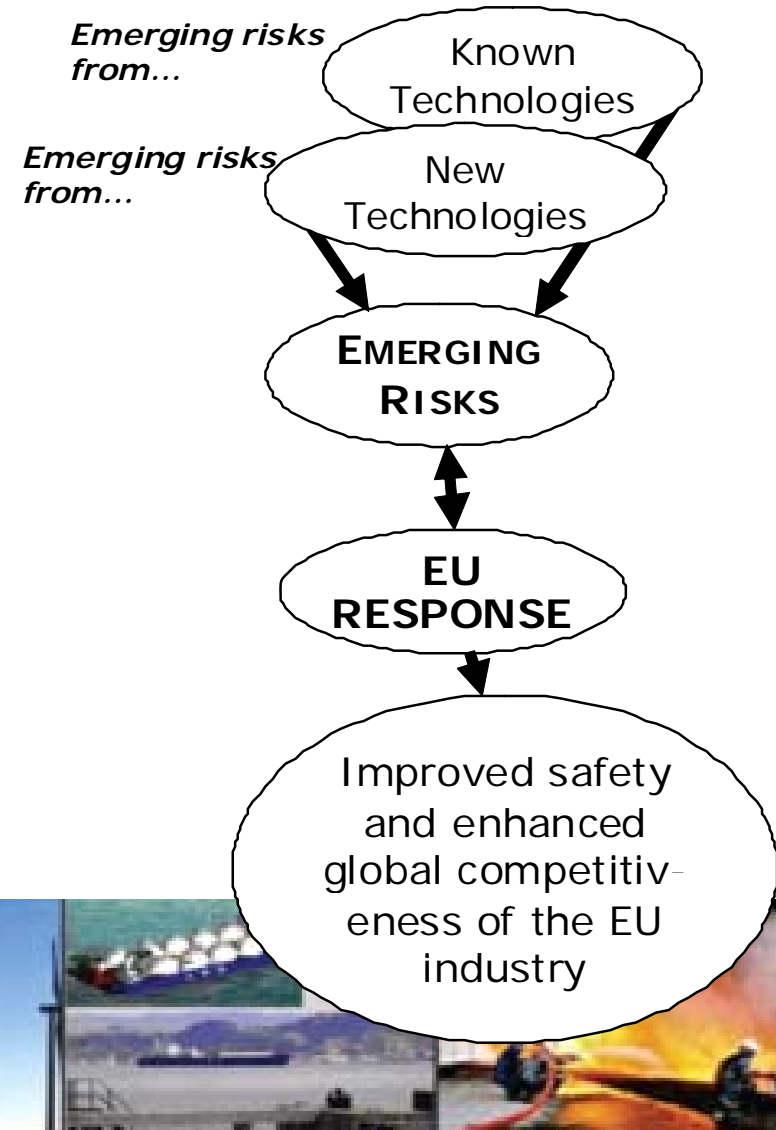 Emerging risks
from...
Known
Technologies
Emerging risks
from...
New
Technologies
EMERGING
RISKS
EU
RESPONSE
Improved safety
and enhanced
global competitiv-
eness of the EU
industry